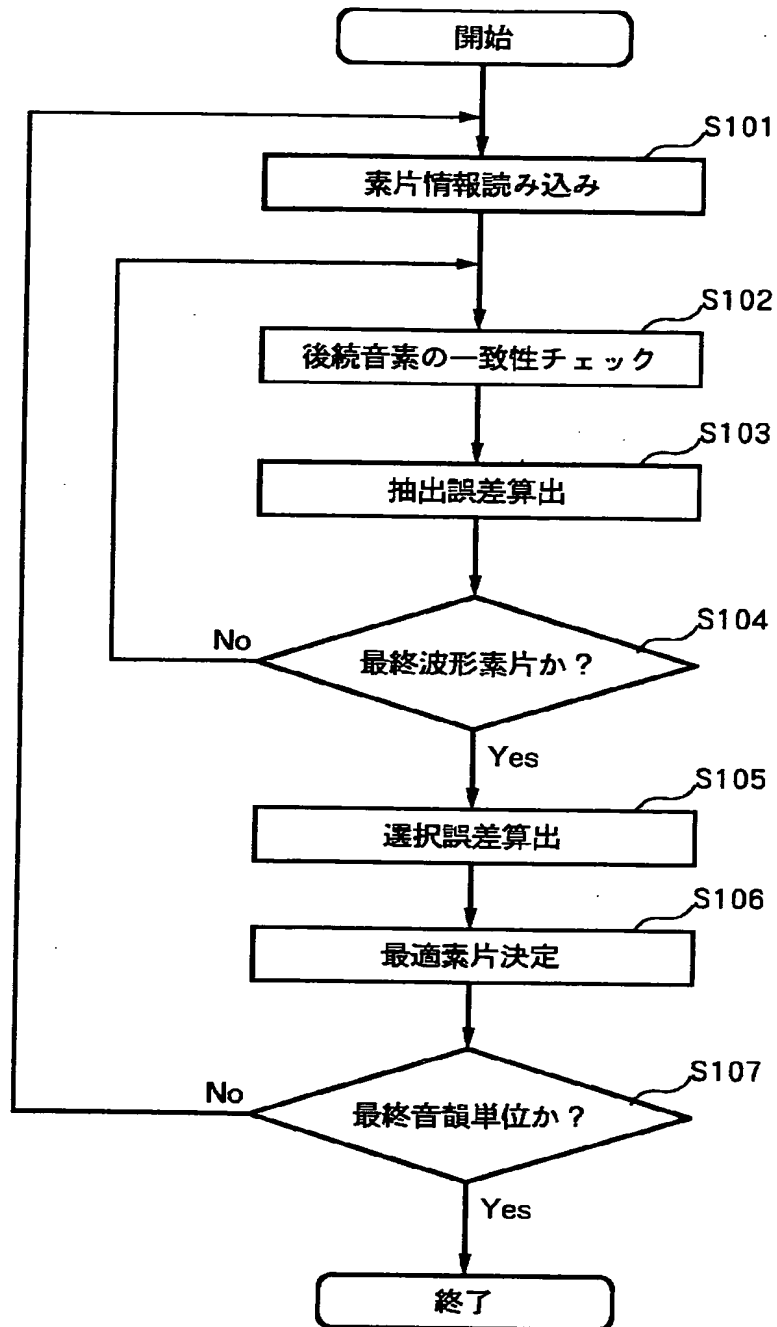 開始
S101
素片情報読み込み
S102
後続音素の一致性チェック
S103
抽出誤差算出
S104
No
最終波形素片か？
Yes
S105
選択誤差算出
S106
最適素片決定
S107
No
最終音韻単位か？
Yes
終了